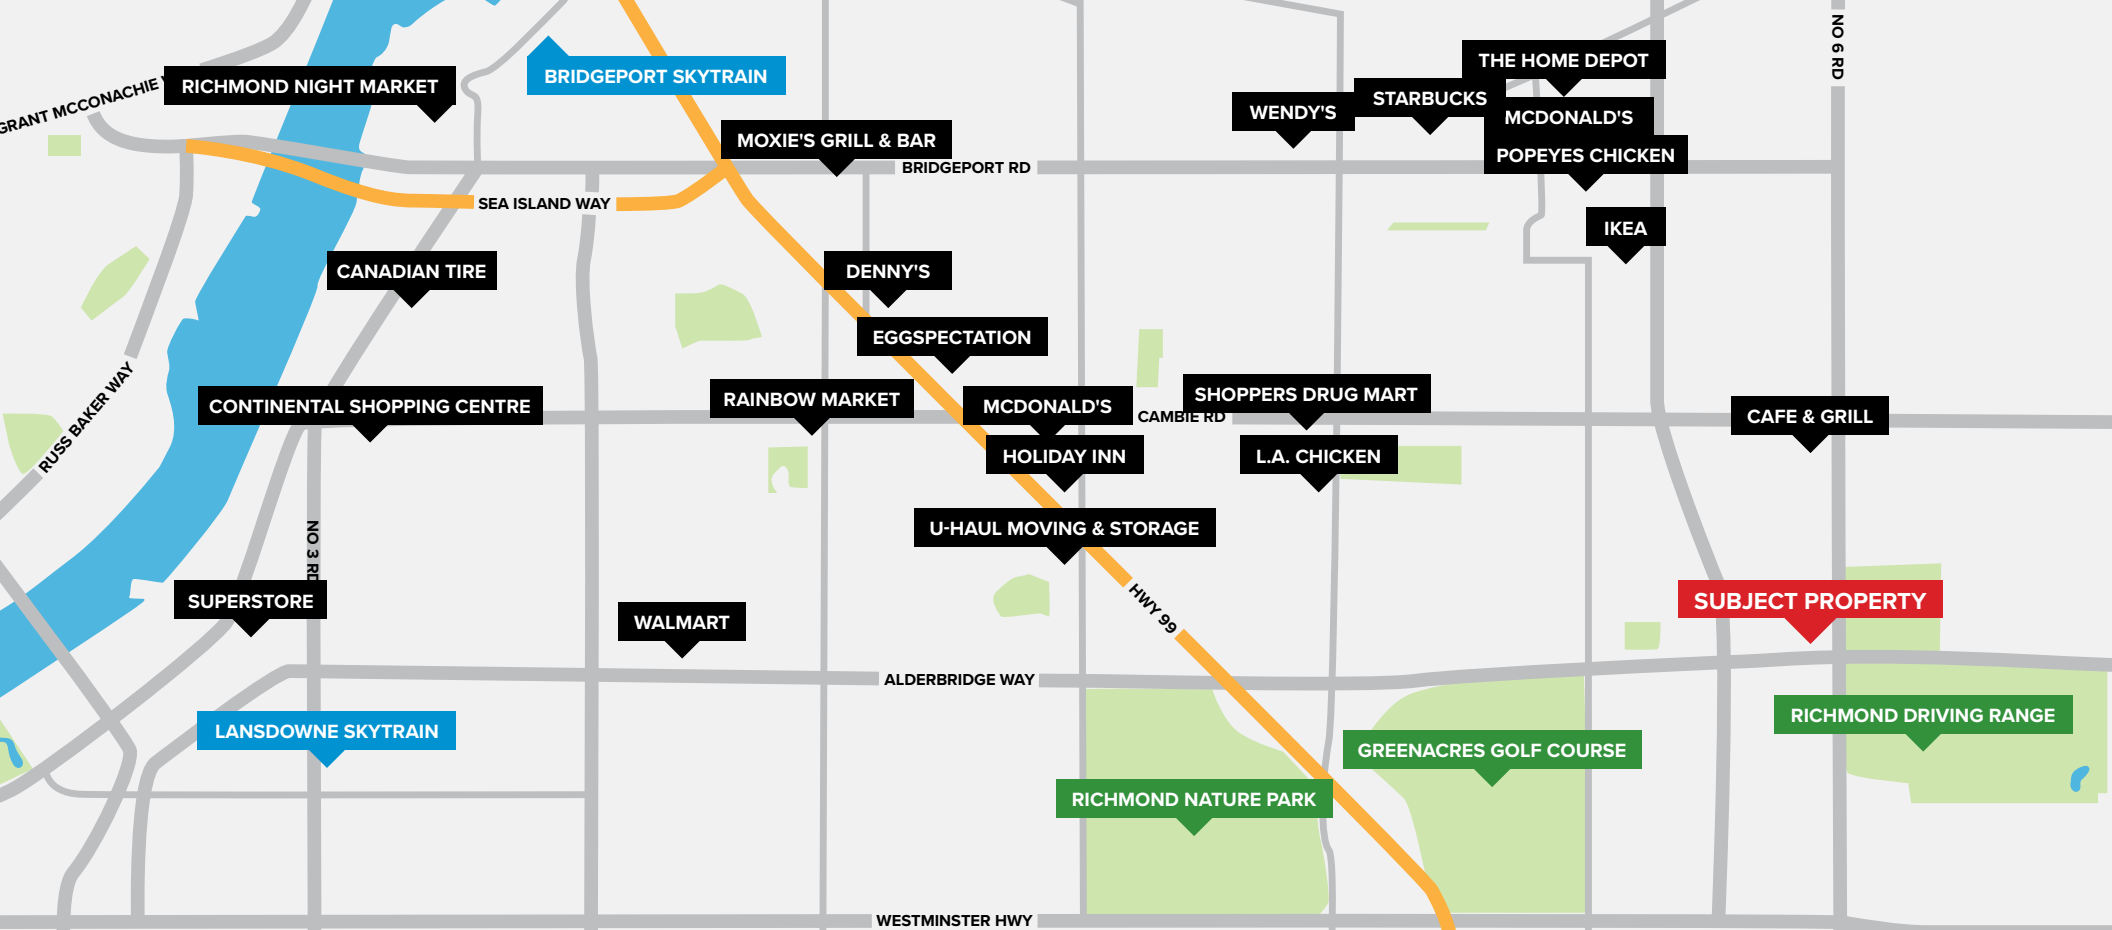 NO 6 RD
THE HOME DEPOT
BRIDGEPORT SKYTRAIN
RICHMOND NIGHT MARKET
GRANT MCCONACHIE
STARBUCKS
WENDY'S
MCDONALD'S
MOXIE'S GRILL & BAR
POPEYES CHICKEN
BRIDGEPORT RD
SEA ISLAND WAY
IKEA
CANADIAN TIRE
DENNY'S
EGGSPECTATION
RUSS BAKER WAY
CONTINENTAL SHOPPING CENTRE
RAINBOW MARKET
MCDONALD'S
CAMBIE RD
SHOPPERS DRUG MART
CAFE & GRILL
HOLIDAY INN
L.A. CHICKEN
U-HAUL MOVING & STORAGE
NO 3 RD
SUPERSTORE
HWY 99
WALMART
SUBJECT PROPERTY
ALDERBRIDGE WAY
LANSDOWNE SKYTRAIN
RICHMOND DRIVING RANGE
GREENACRES GOLF COURSE
RICHMOND NATURE PARK
WESTMINSTER HWY